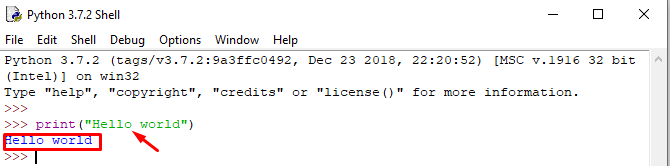 Python 3.7.2 Shell
File Edit Shell Debug Options Window Help
Python 3.7.2 (tags/v3.7.2:9a3ffc0492, Dec 23 2018, 22:20:52) [MSC v.1916 32 bit
(Intel)] on win32
Type "help", "copyright", "credits" or "license()" for more information.
>>>
>>> print("Hello world")
Hello world
>>>